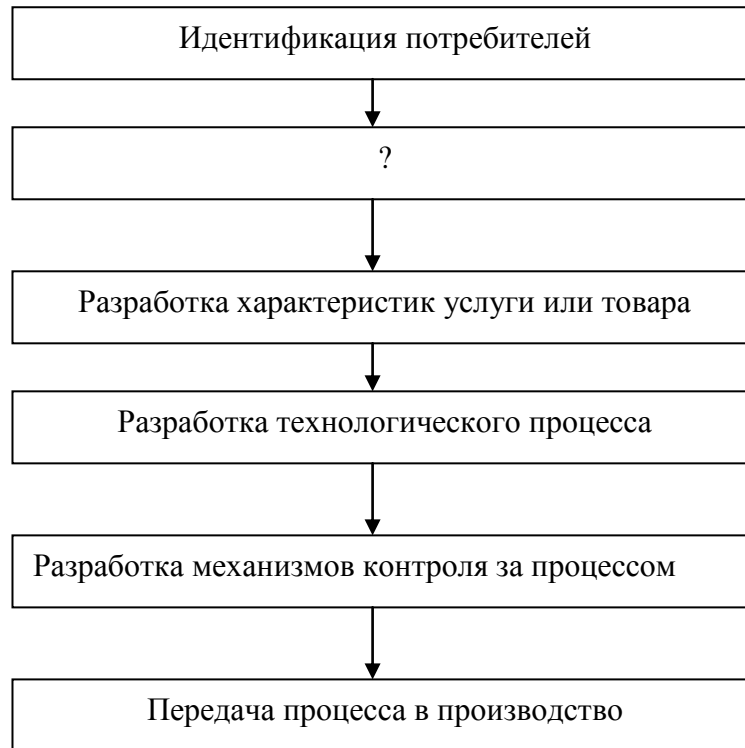 Идентификация потребителей
?
Разработка характеристик услуги или товара
Разработка технологического процесса
Разработка механизмов контроля за процессом
Передача процесса в производство